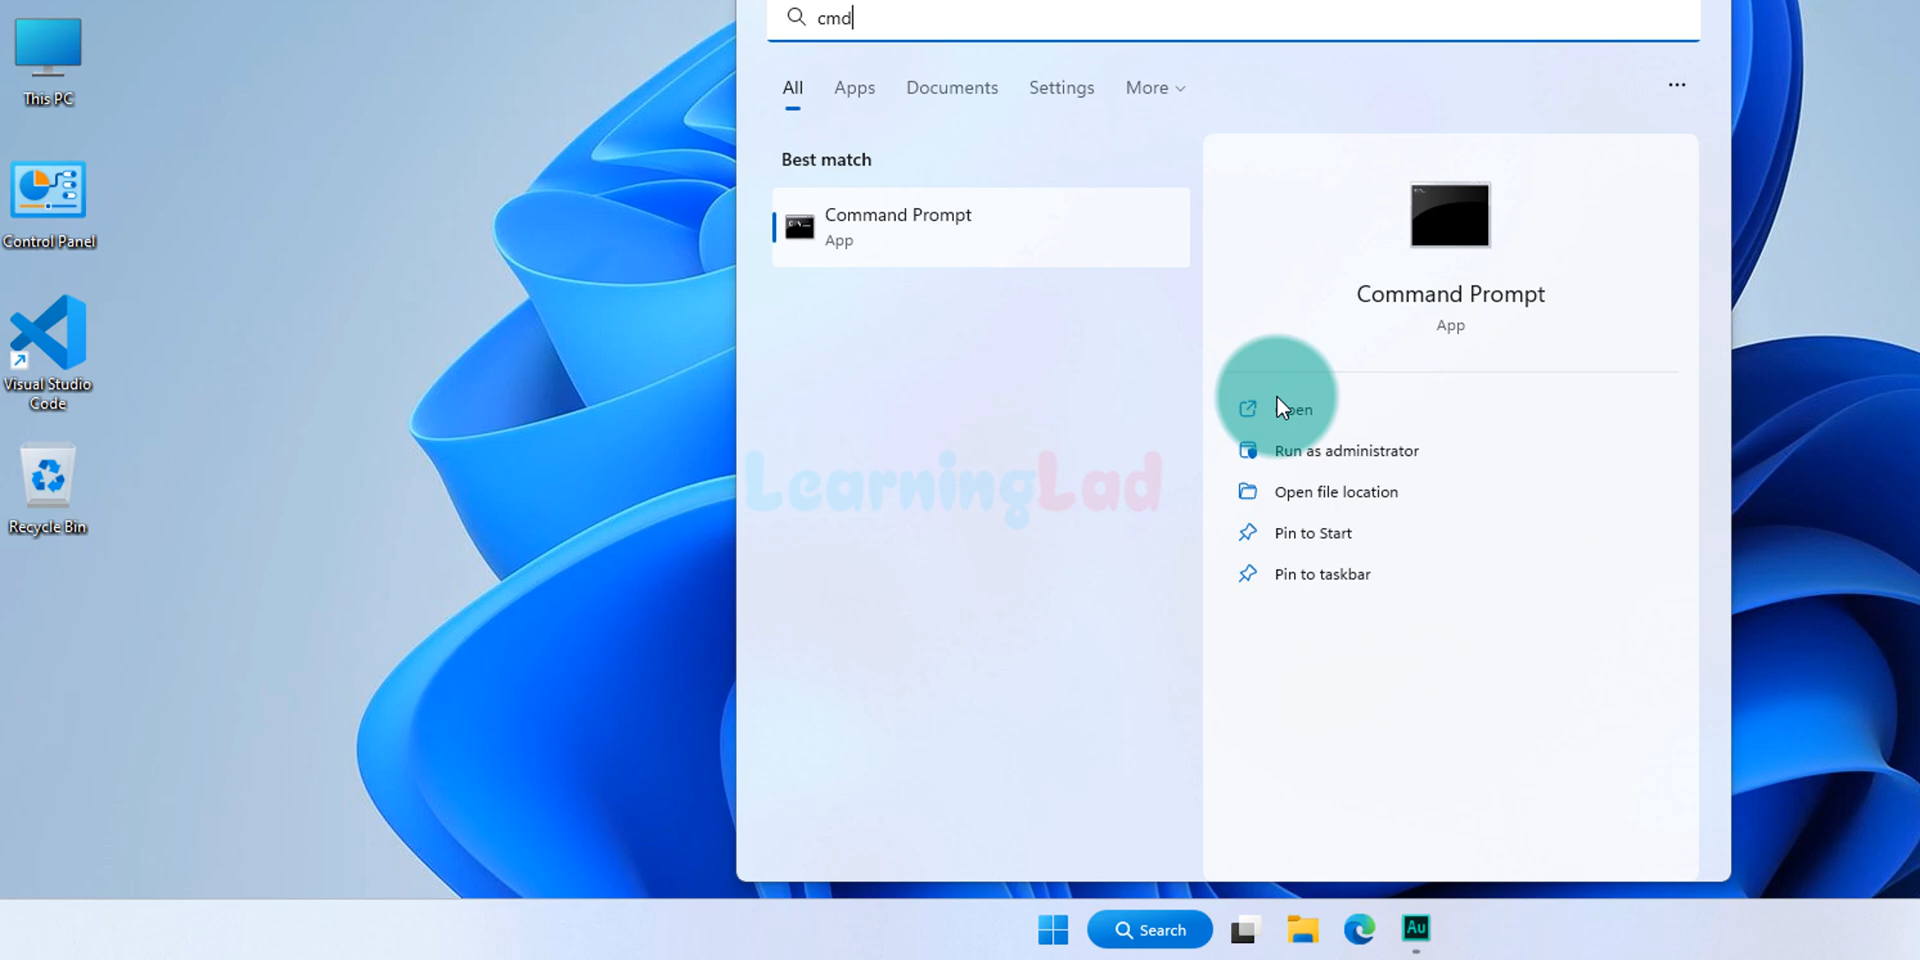 cmd
This PC
Control Panel
Visual Studio
Code
Recycle Bin
All Apps Documents Settings More
Best match
Command Prompt
App
Command Prompt
App
Open
Run as administrator
Open file location
Pin to Start
Pin to taskbar
LearningLad
Search
Au